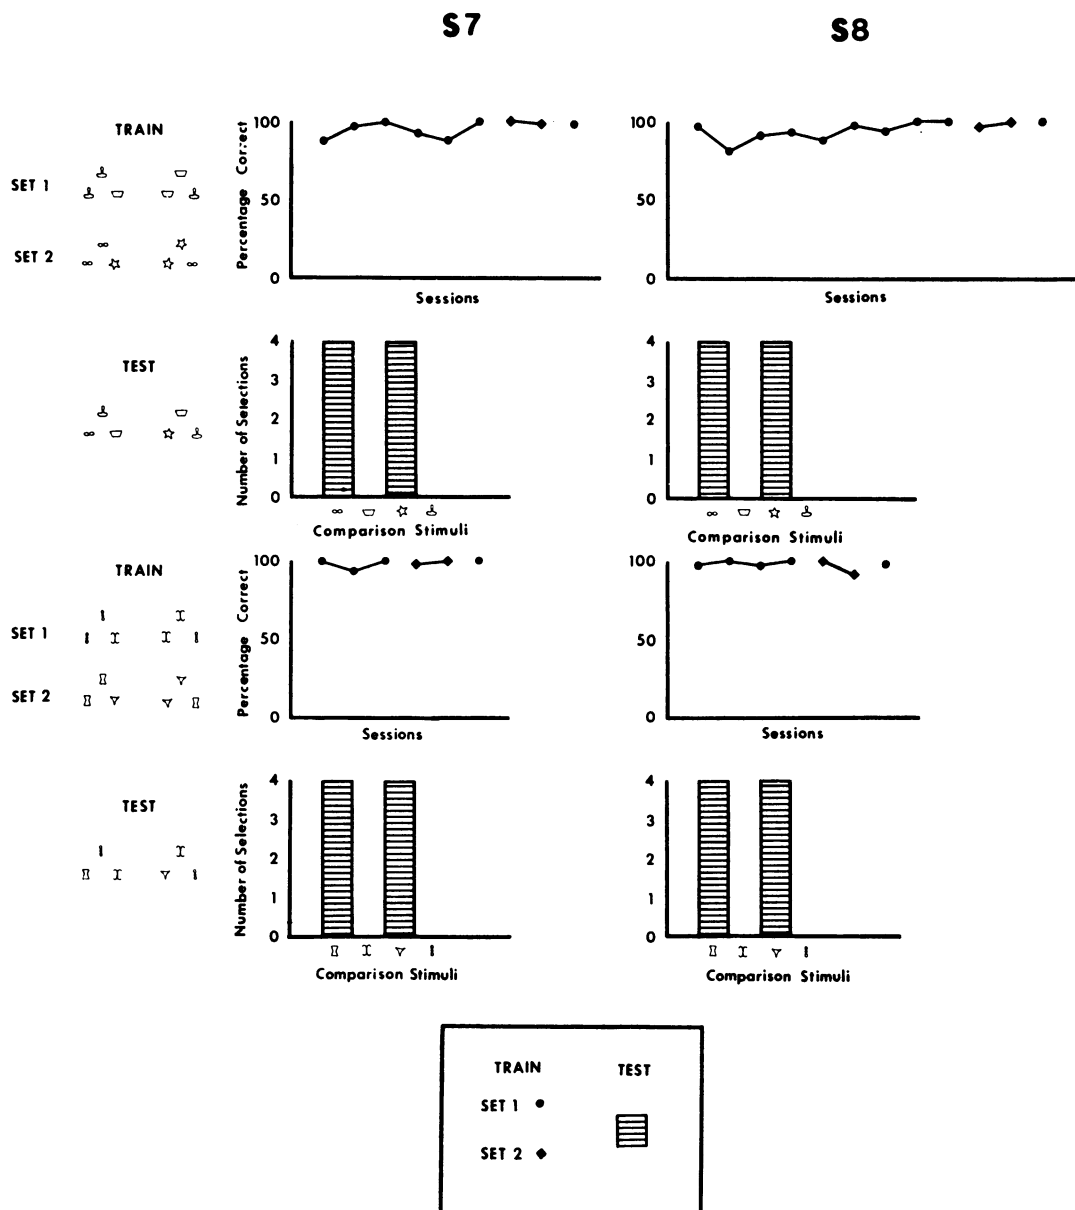 S7
S8
TRAIN
SET 1
SET 2
Percentage Correct
100
50
0
Sessions
100
50
0
Sessions
TEST
Number of Selections
4
3
2
1
0
Comparison Stimuli
4
3
2
1
0
Comparison Stimuli
TRAIN
SET 1
SET 2
Percentage Correct
100
50
0
Sessions
100
50
0
Sessions
TEST
Number of Selections
4
3
2
1
0
Comparison Stimuli
4
3
2
1
0
Comparison Stimuli
TRAIN TEST
SET 1
SET 2